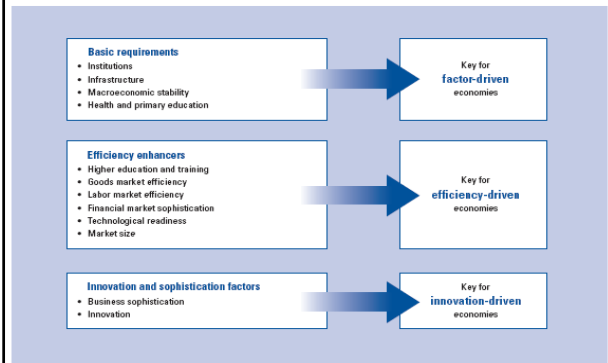 Basic requirements
• Institutions
• Infrastructure
• Macroeconomic stability
• Health and primary education
Key for
factor-driven
economies
Efficiency enhancers
• Higher education and training
• Goods market efficiency
• Labor market efficiency
• Financial market sophistication
• Technological readiness
• Market size
Key for
efficiency-driven
economies
Innovation and sophistication factors
• Business sophistication
• Innovation
Key for
innovation-driven
economies